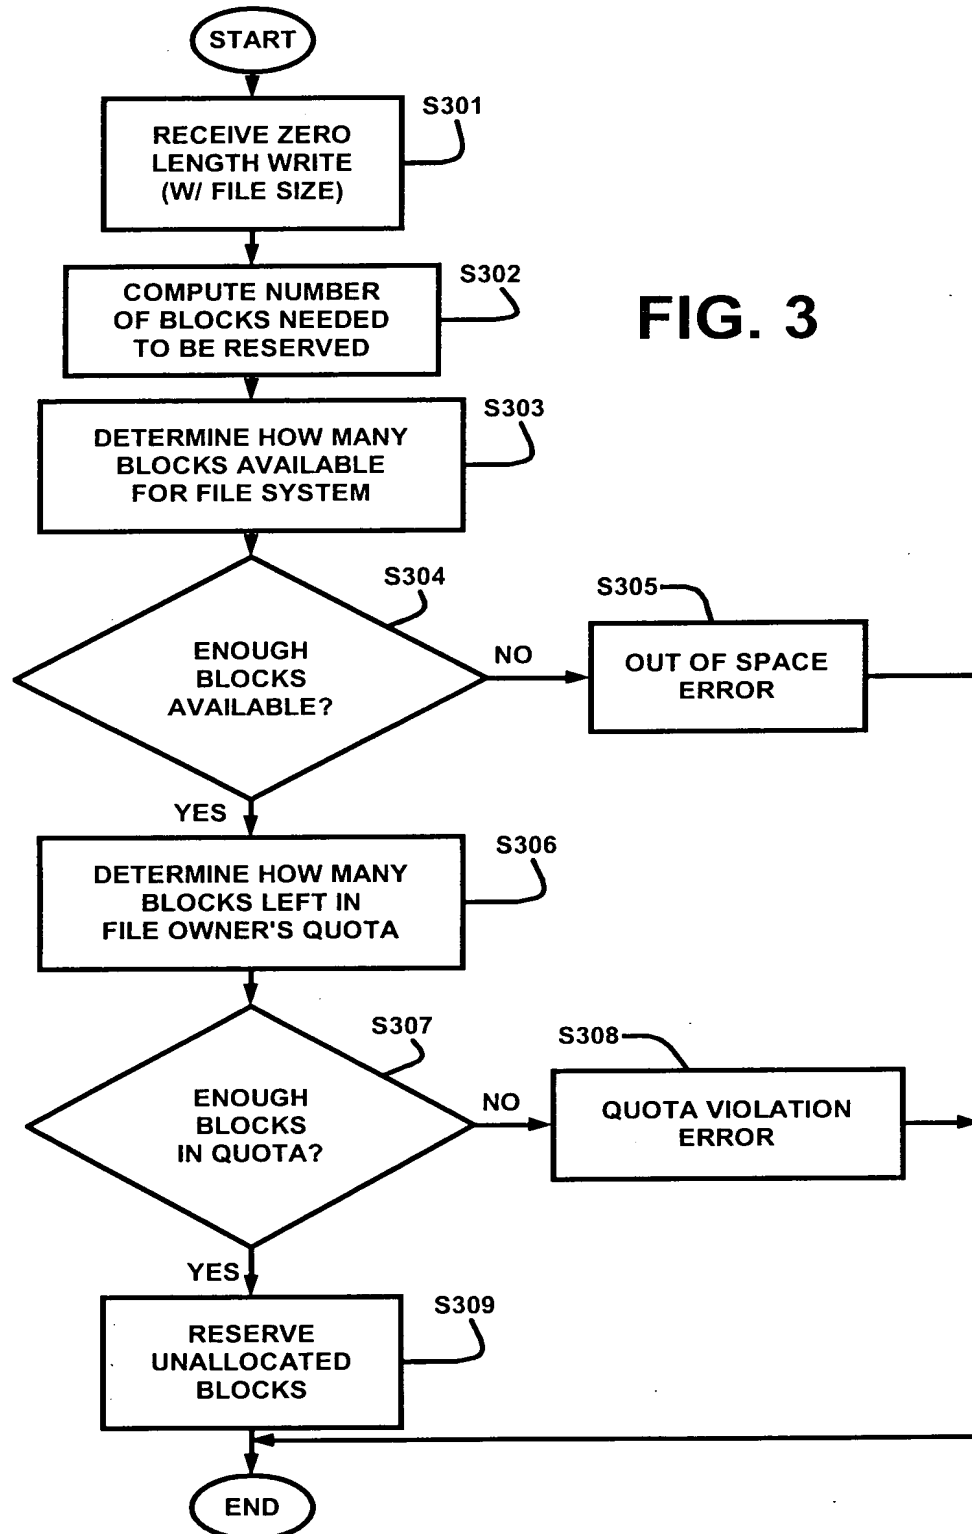 START
S301
RECEIVE ZERO
LENGTH WRITE
(W/ FILE SIZE)
S302
COMPUTE NUMBER
OF BLOCKS NEEDED
TO BE RESERVED
FIG. 3
S303
DETERMINE HOW MANY
BLOCKS AVAILABLE
FOR FILE SYSTEM
S304
ENOUGH
BLOCKS
AVAILABLE?
NO
S305
OUT OF SPACE
ERROR
YES
S306
DETERMINE HOW MANY
BLOCKS LEFT IN
FILE OWNER'S QUOTA
S307
ENOUGH
BLOCKS
IN QUOTA?
NO
S308
QUOTA VIOLATION
ERROR
YES
S309
RESERVE
UNALLOCATED
BLOCKS
END